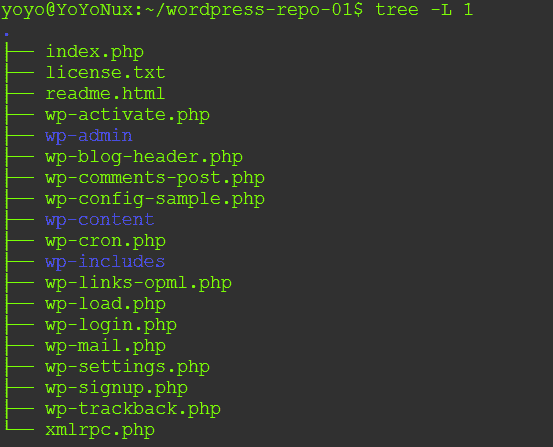 yoyo@YoYoNux:~/wordpress-repo-01$ tree -L 1
.
├── index.php
├── license.txt
├── readme.html
├── wp-activate.php
├── wp-admin
├── wp-blog-header.php
├── wp-comments-post.php
├── wp-config-sample.php
├── wp-content
├── wp-cron.php
├── wp-includes
├── wp-links-opml.php
├── wp-load.php
├── wp-login.php
├── wp-mail.php
├── wp-settings.php
├── wp-signup.php
├── wp-trackback.php
└── xmlrpc.php